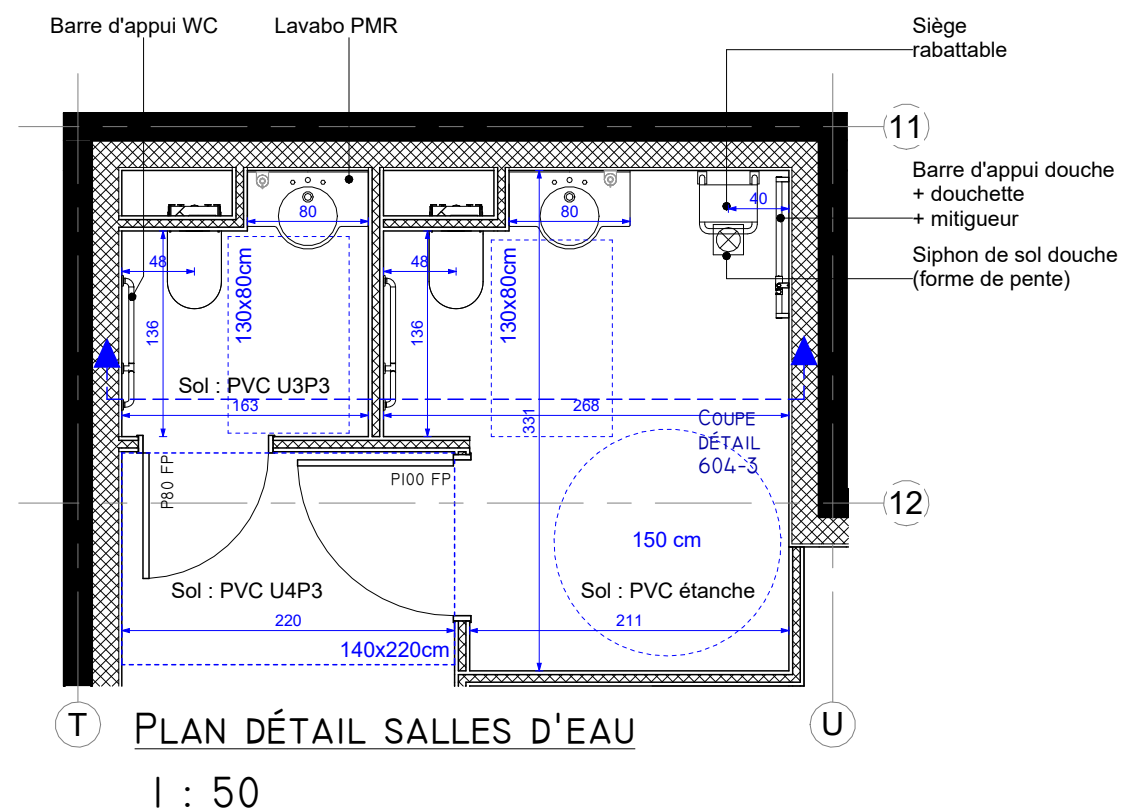 Barre d'appui WC
Lavabo PMR
Siège
rabattable
11
Barre d'appui douche
+ douchette
+ mitigueur
Siphon de sol douche
(forme de pente)
80
80
40
48
48
130x80cm
130x80cm
136
136
Sol : PVC U3P3
163
268
331
COUPE
DÉTAIL
604-3
P80 FP
P100 FP
12
150 cm
Sol : PVC U4P3
Sol : PVC étanche
220
211
140x220cm
T
U
PLAN DÉTAIL SALLES D'EAU
1 : 50